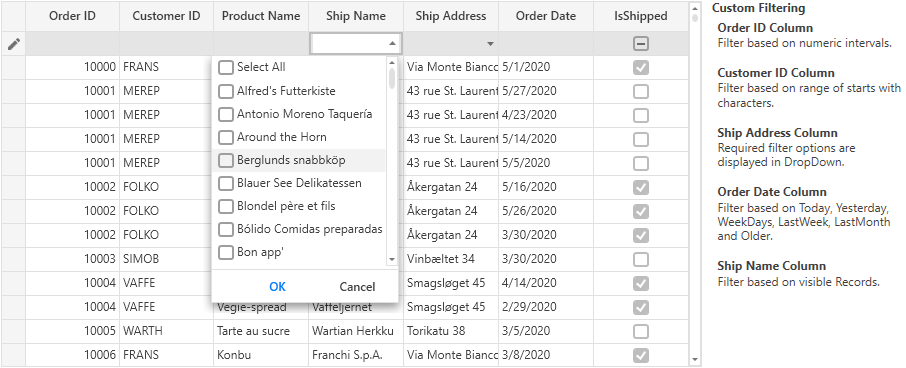 Order ID Customer ID Product Name Ship Name Ship Address Order Date IsShipped
10000 FRANS Via Monte Bianco 5/1/2020
10001 MEREP 43 rue St. Laurent 5/27/2020
10001 MEREP 43 rue St. Laurent 4/23/2020
10001 MEREP 43 rue St. Laurent 5/14/2020
10001 MEREP 43 rue St. Laurent 5/5/2020
10002 FOLKO Åkergatan 24 5/16/2020
10002 FOLKO Åkergatan 24 5/26/2020
10002 FOLKO Åkergatan 24 3/30/2020
10003 SIMOB Vinbæltet 34 3/30/2020
10004 VAFFE Smagsløget 45 4/14/2020
10004 VAFFE Vegie-spread Vaffeljernet Smagsløget 45 2/29/2020
10005 WARTH Tarte au sucre Wartian Herkku Torikatu 38 3/5/2020
10006 FRANS Konbu Franchi S.p.A. Via Monte Bianco 3/8/2020
Select All
Alfred's Futterkiste
Antonio Moreno Taquería
Around the Horn
Berglunds snabbköp
Blauer See Delikatessen
Blondel père et fils
Bólido Comidas preparadas
Bon app'
OK Cancel
Custom Filtering
Order ID Column
Filter based on numeric intervals.
Customer ID Column
Filter based on range of starts with
characters.
Ship Address Column
Required filter options are
displayed in DropDown.
Order Date Column
Filter based on Today, Yesterday,
WeekDays, LastWeek, LastMonth
and Older.
Ship Name Column
Filter based on visible Records.